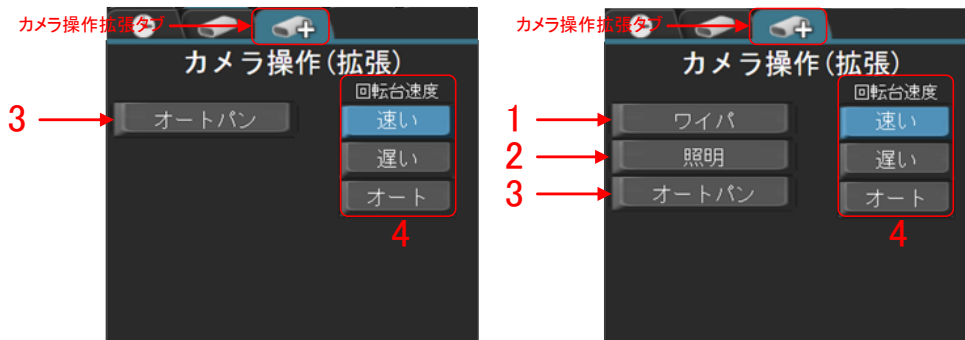 カメラ操作拡張タブ
カメラ操作(拡張)
回転台速度
3
オートパン
速い
遅い
オート
4
カメラ操作拡張タブ
カメラ操作(拡張)
回転台速度
1
ワイパ
速い
2
照明
遅い
3
オートパン
オート
4